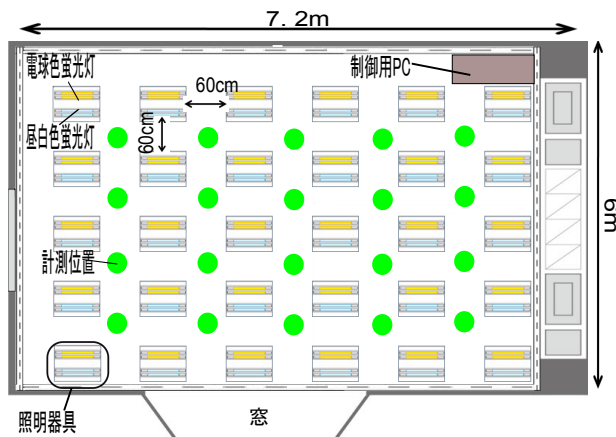 7. 2m
電球色蛍光灯
60cm
制御用PC
昼白色蛍光灯
60cm
6m
計測位置
照明器具
窓